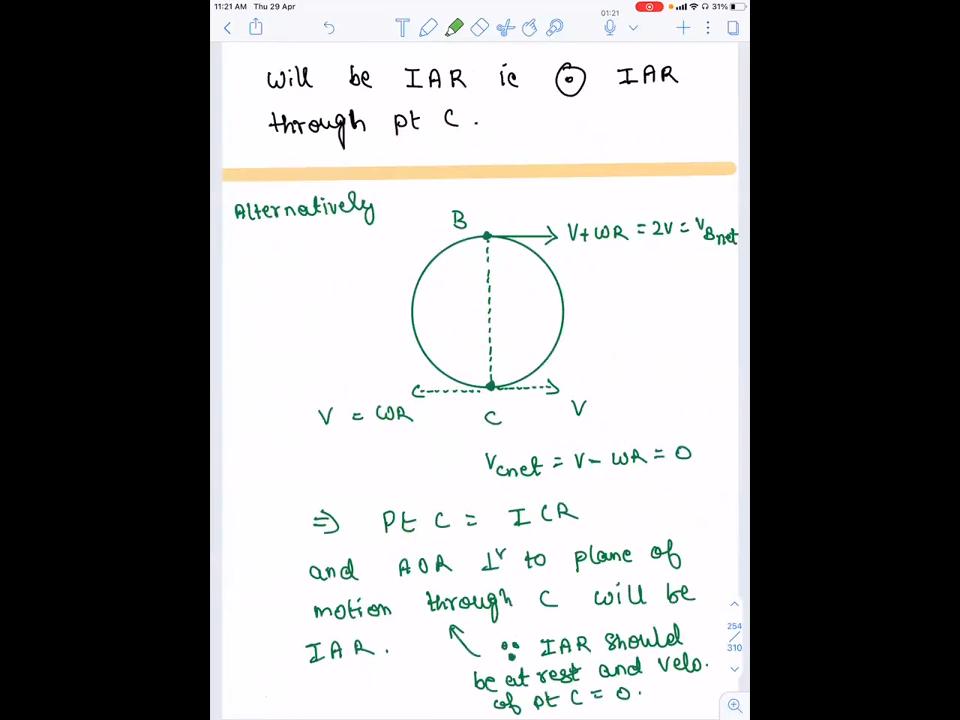 11:21 AM Thu 29 Apr
01:21
31%
T
Will be IAR ie ⊙ IAR
through pt C.
Alternatively
B
V+ωR = 2V = VBnet
V = ωR
C
V
Vcnet = V - ωR = 0
⇒ Pt C = ICR
and AOR ⊥r to plane of
motion through C will be
IAR.
∵ IAR should
be at rest and velo.
of pt C = 0.
254
310